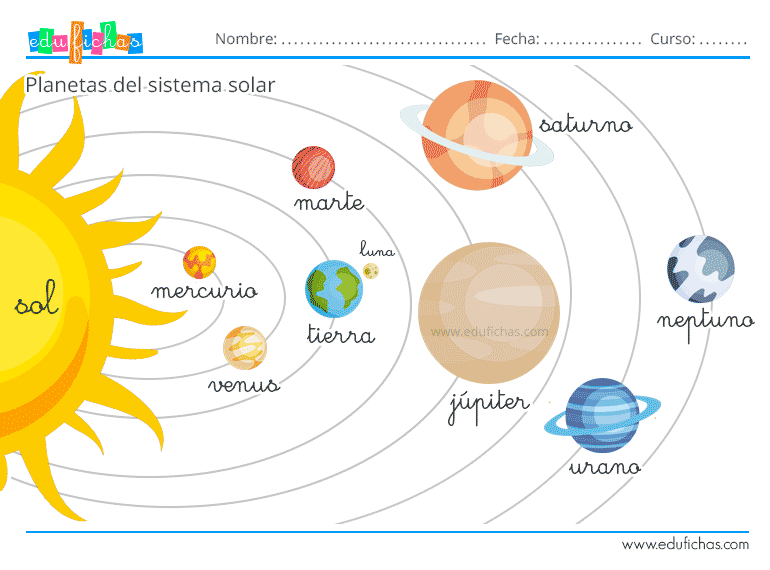 edufichas
Nombre: ............................... Fecha: ............... Curso: ........
Planetas del sistema solar
saturno
marte
luna
mercurio
sol
tierra
www.edufichas.com
neptuno
venus
júpiter
urano
www.edufichas.com